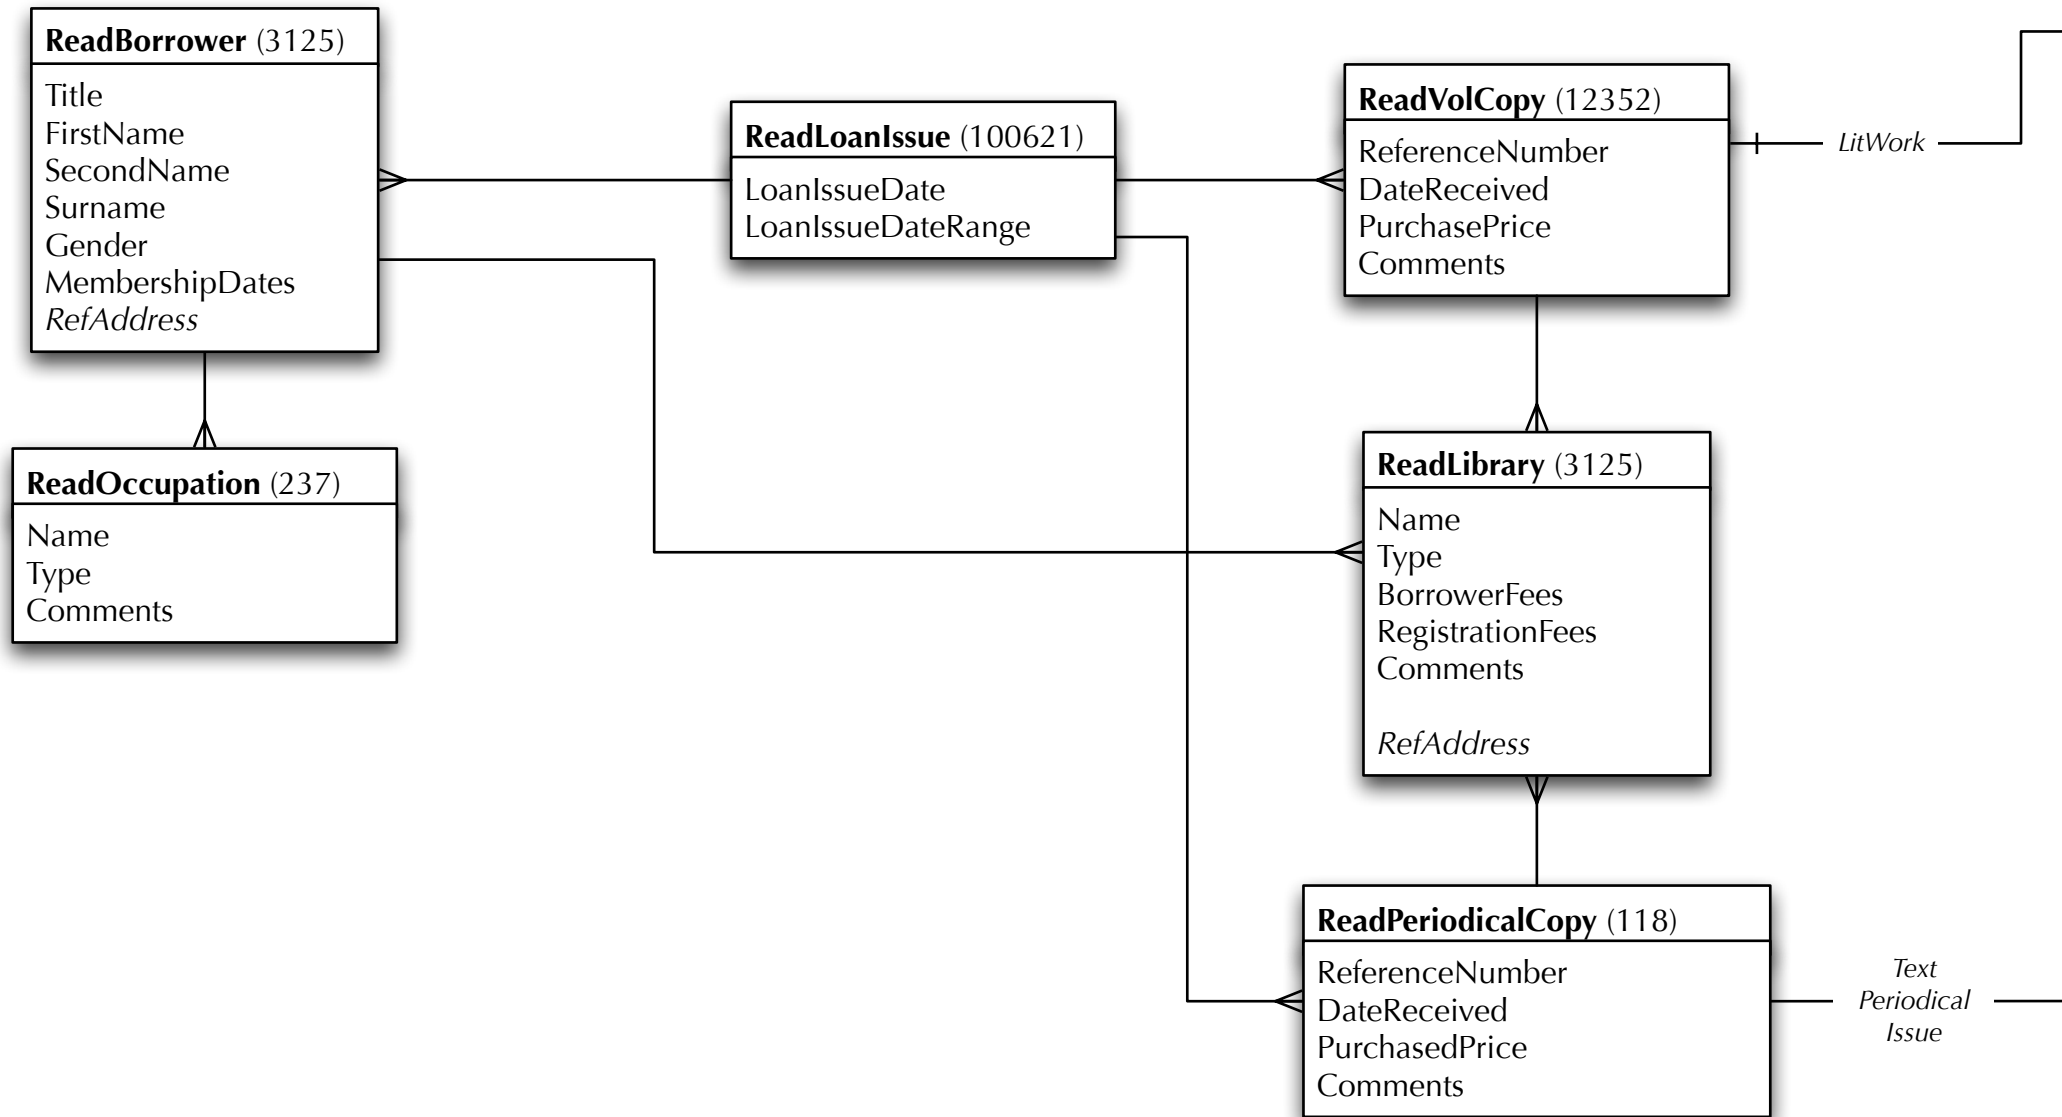 ReadBorrower (3125)
Title
FirstName
SecondName
Surname
Gender
MembershipDates
RefAddress
ReadOccupation (237)
Name
Type
Comments
ReadLoanIssue (100621)
LoanIssueDate
LoanIssueDateRange
ReadVolCopy (12352)
ReferenceNumber
DateReceived
PurchasePrice
Comments
LitWork
ReadLibrary (3125)
Name
Type
BorrowerFees
RegistrationFees
Comments
RefAddress
ReadPeriodicalCopy (118)
ReferenceNumber
DateReceived
PurchasedPrice
Comments
Text
Periodical
Issue